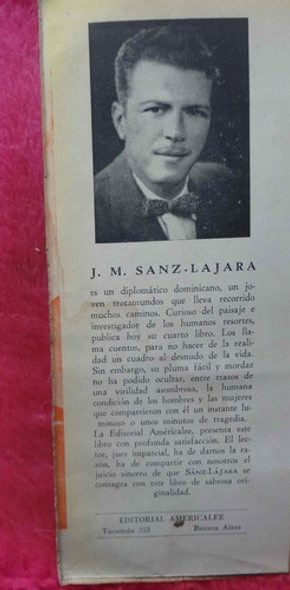 J. M. SANZ-LAJARA
es un diplomático dominicano, un jo-
ven trotamundos que lleva recorrido
muchos caminos. Curioso del paisaje e
investigador de los humanos resortes,
publica hoy su cuarto libro. Los lla-
ma cuentos, para no hacer de la reali-
dad un cuadro al desnudo de la vida.
Sin embargo, su pluma fácil y mordaz
no ha podido ocultar, entre trazos de
una virilidad asombrosa, la humana
condición de los hombres y las mujeres
que compartieron con él un instante lu-
minoso o unos minutos de tragedia.
La Editorial Américalee, presenta este
libro con profunda satisfacción. El lec-
tor, juez imparcial, ha de darnos la ra-
zón, ha de compartir con nosotros el
juicio sincero de que SANZ-LAJARA se
consagra con este libro de sabrosa ori-
ginalidad.
EDITORIAL AMERICALEE
Tucumán 353 Buenos Aires